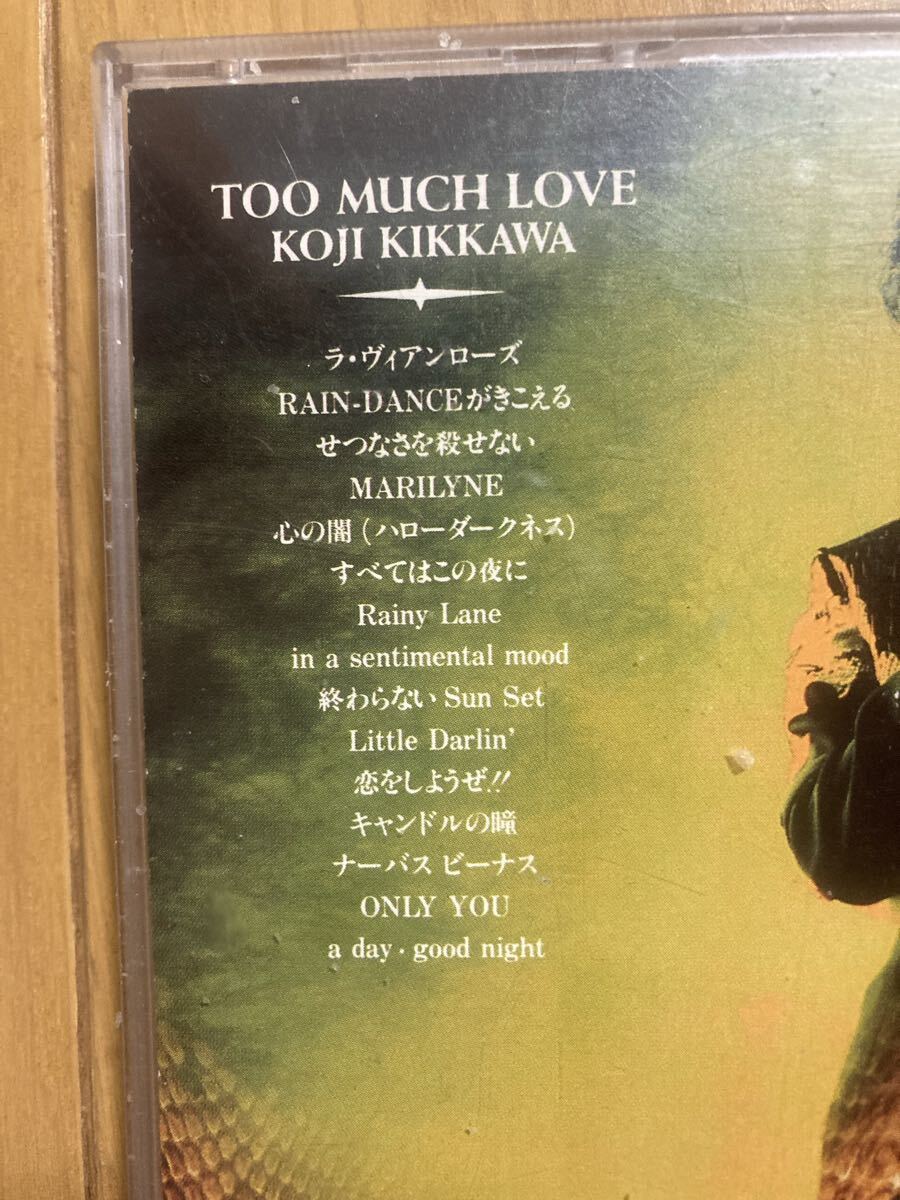 TOO MUCH LOVE
KOJI KIKKAWA
ラ・ヴィアンローズ
RAIN-DANCEがきこえる
せつなさを殺せない
MARILYNE
心の闇(ハローダークネス)
すべてはこの夜に
Rainy Lane
in a sentimental mood
終わらない Sun Set
Little Darlin'
恋をしようぜ!!
キャンドルの瞳
ナーバス ビーナス
ONLY YOU
a day・good night